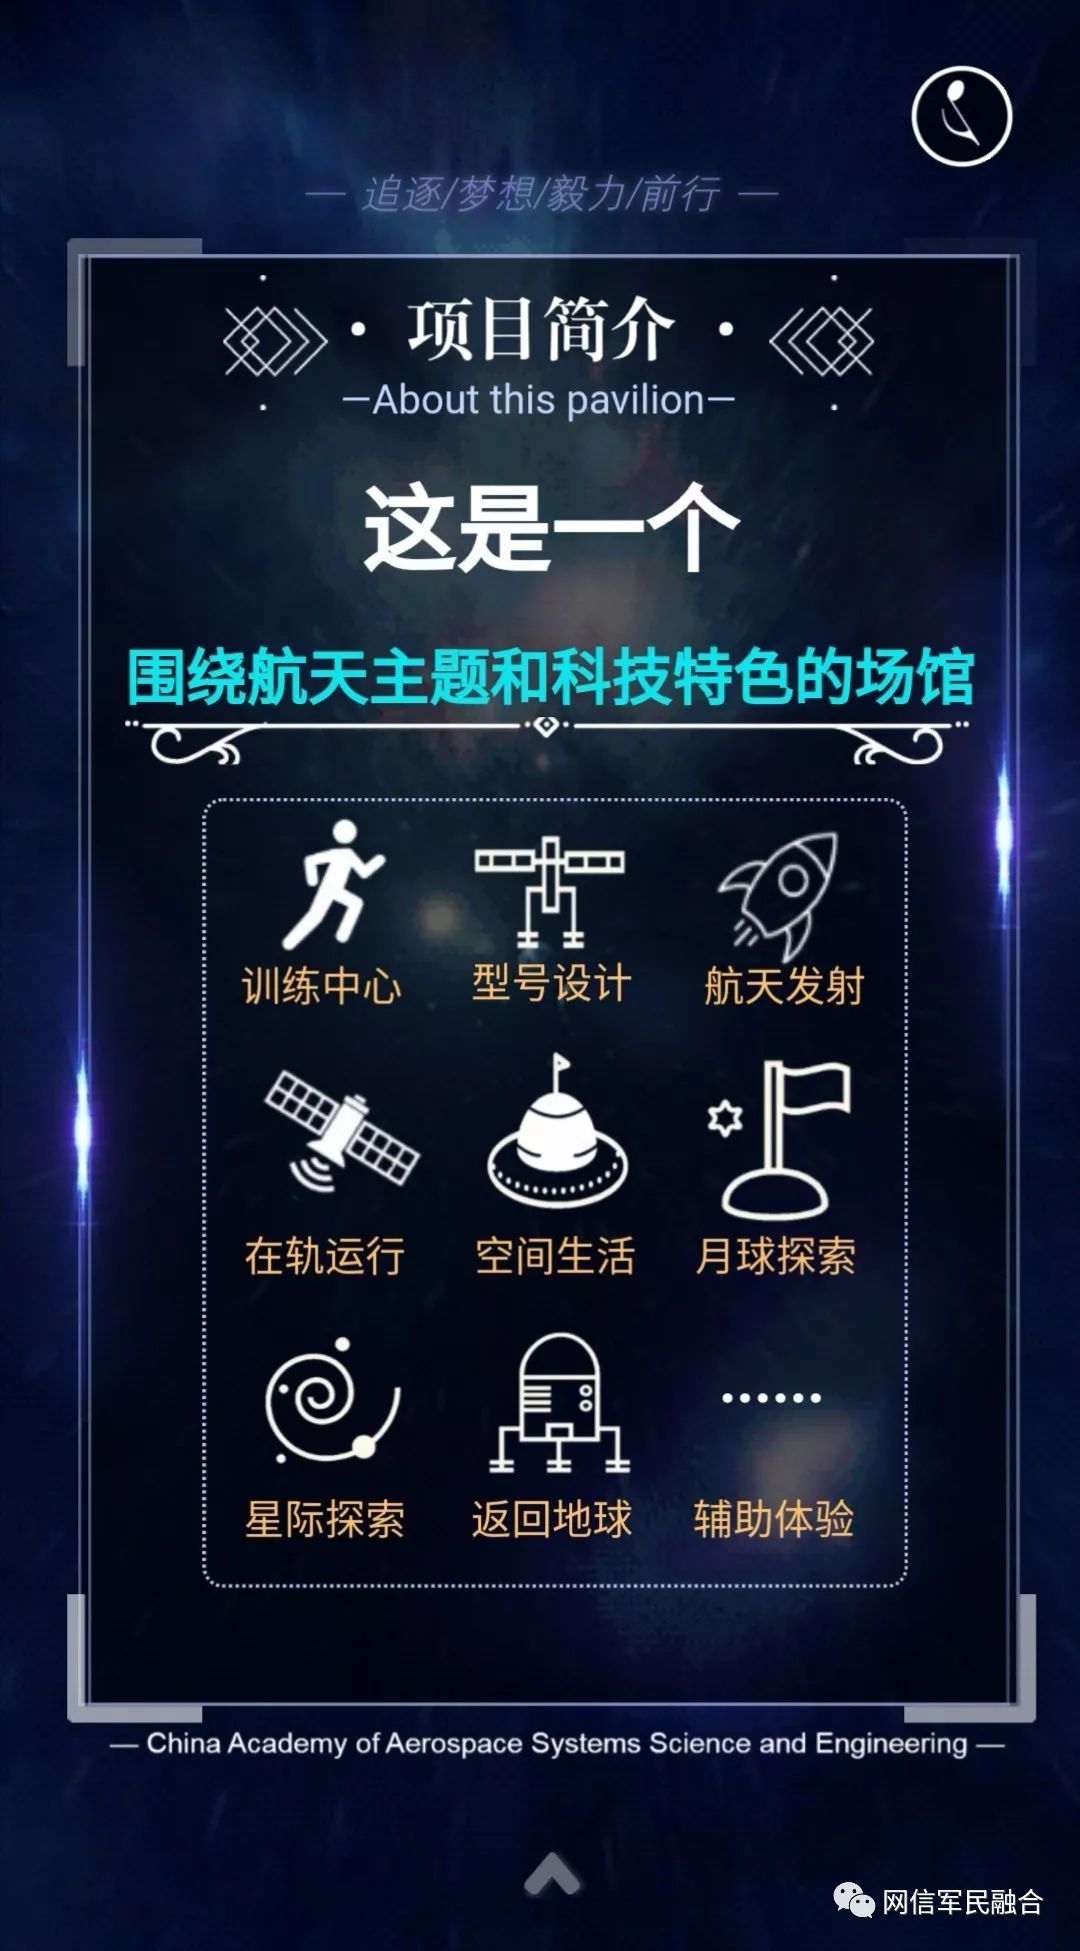 — 追逐/梦想/毅力/前行 —
· 项目简介 ·
—About this pavilion—
这是一个
围绕航天主题和科技特色的场馆
训练中心 型号设计 航天发射
在轨运行 空间生活 月球探索
······
星际探索 返回地球 辅助体验
— China Academy of Aerospace Systems Science and Engineering —
网信军民融合